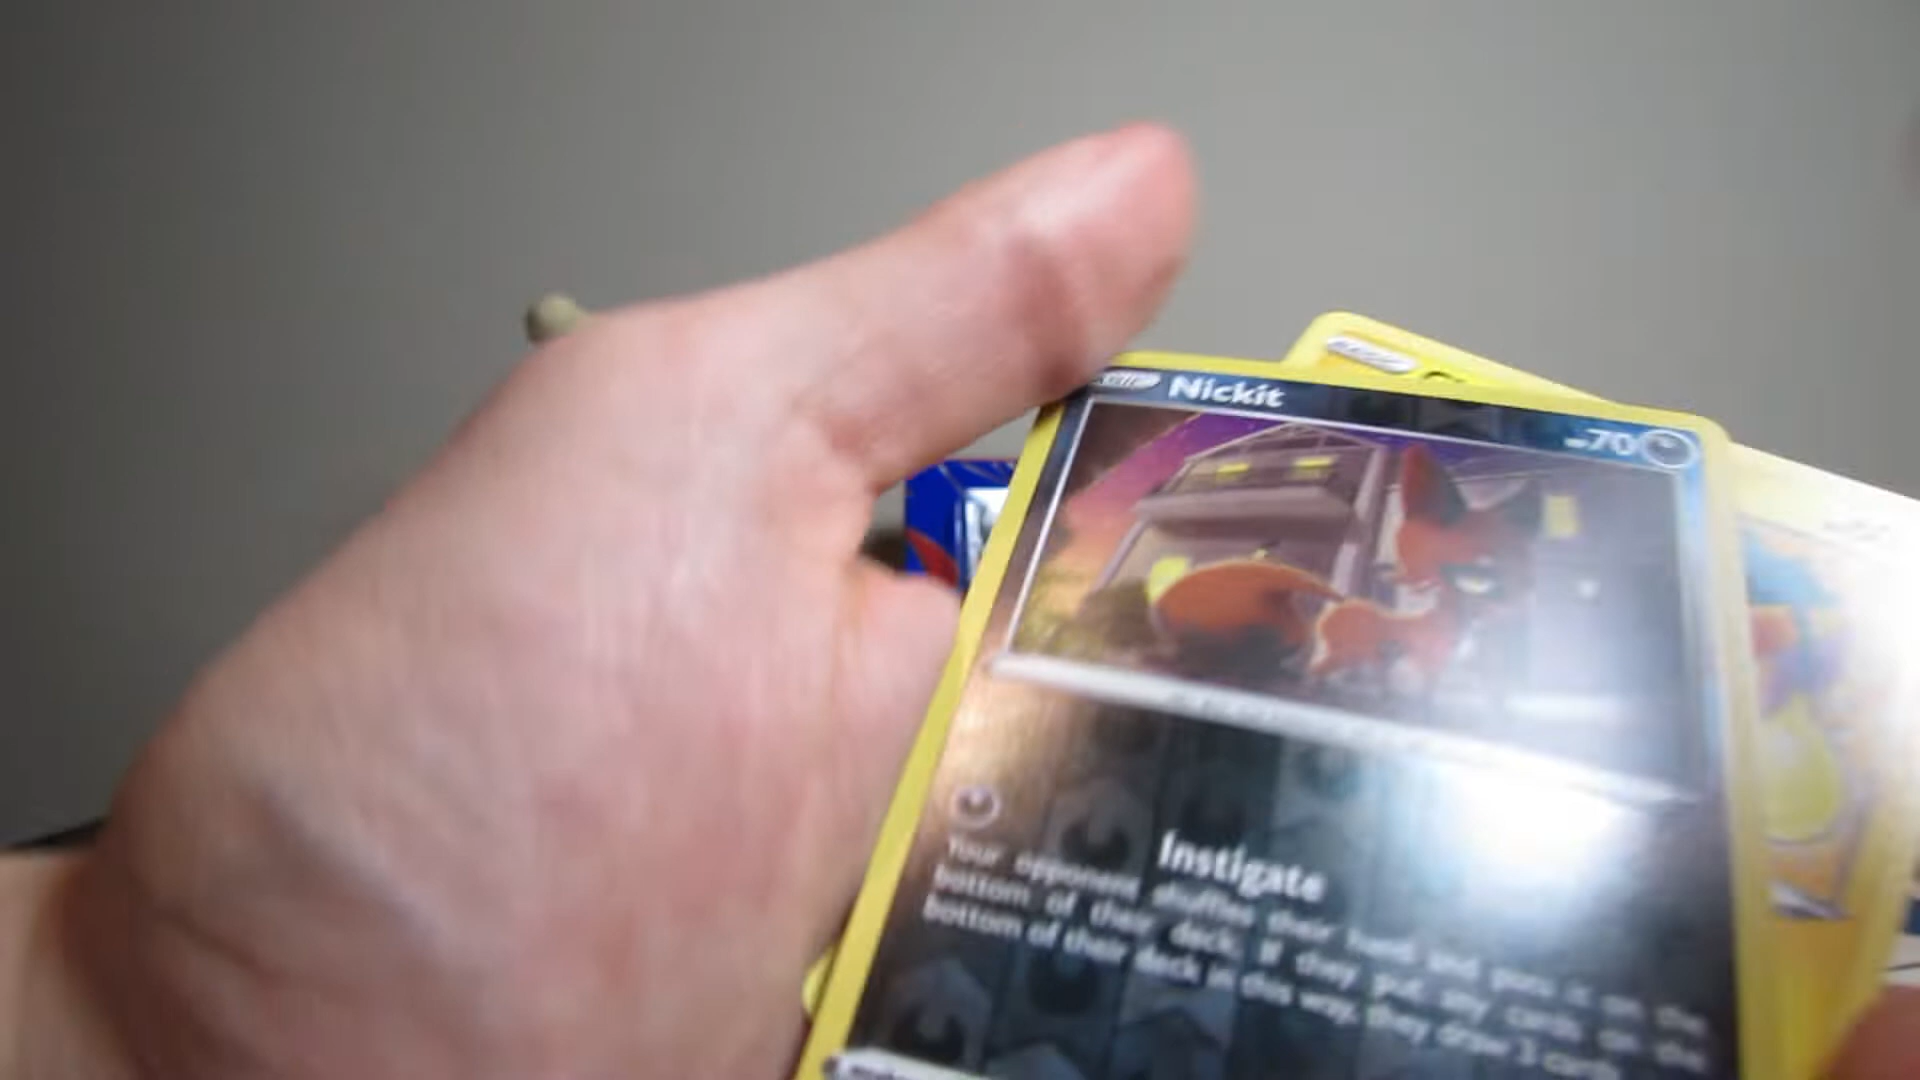 Nickit
70
Instigate
Your opponent shuffles their hand and puts it on the
bottom of their deck. If they put any cards on the
bottom of their deck in this way, they draw 3 cards